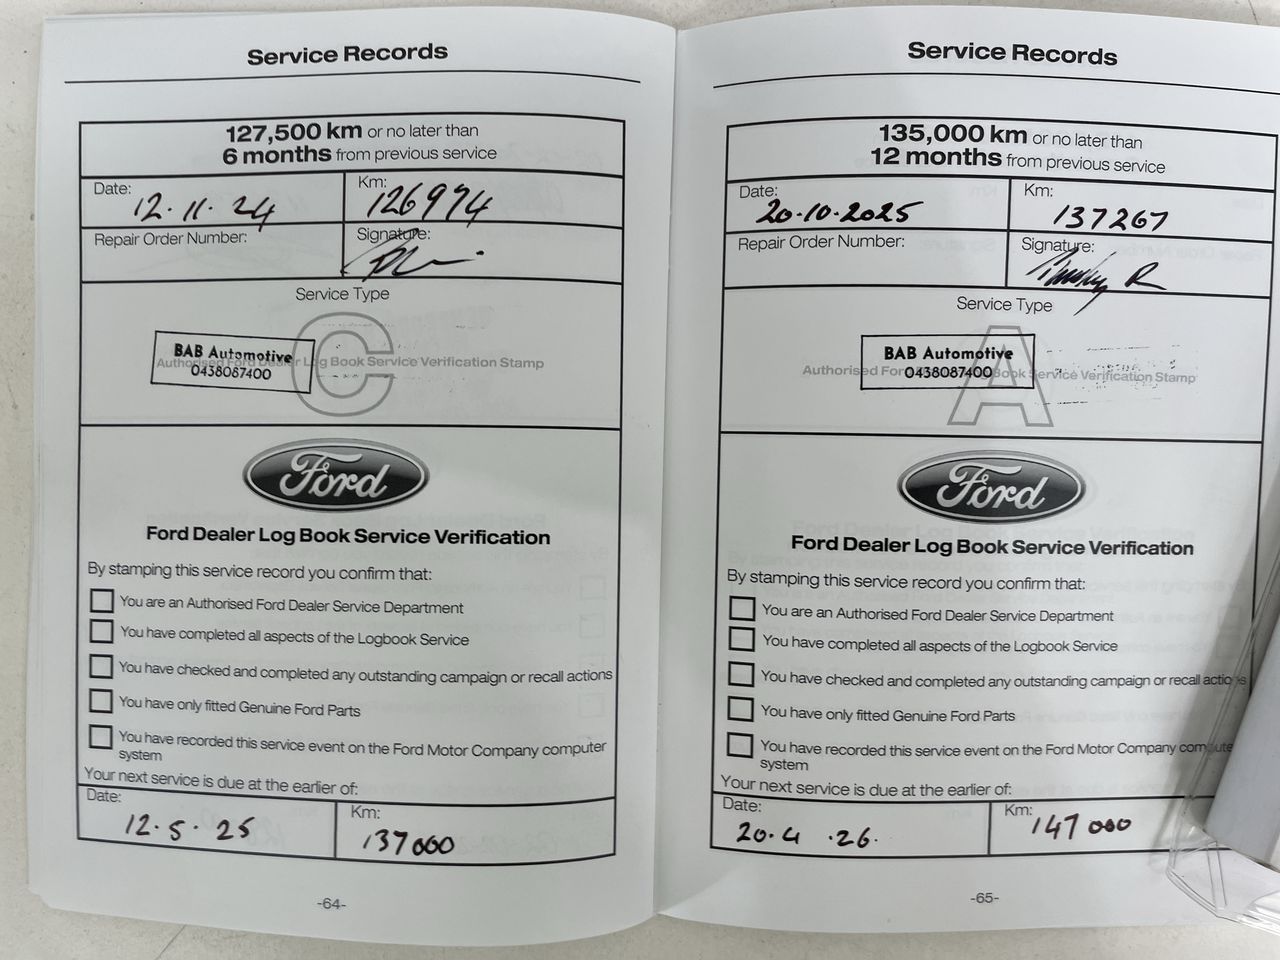 Service Records
127,500 km or no later than
6 months from previous service
Date:
12.11.24
Km:
126974
Repair Order Number:
Signature:
Service Type
C
BAB Automotive
0438087400
Authorised Ford Dealer Log Book Service Verification Stamp
Ford
Ford Dealer Log Book Service Verification
By stamping this service record you confirm that:
You are an Authorised Ford Dealer Service Department
You have completed all aspects of the Logbook Service
You have checked and completed any outstanding campaign or recall actions
You have only fitted Genuine Ford Parts
You have recorded this service event on the Ford Motor Company computer
system
Your next service is due at the earlier of:
Date:
12.5.25
Km:
137000
-64-
Service Records
135,000 km or no later than
12 months from previous service
Date:
20.10.2025
Km:
137267
Repair Order Number:
Signature:
Service Type
A
BAB Automotive
0438087400
Authorised Ford Book Service Verification Stamp
Ford
Ford Dealer Log Book Service Verification
By stamping this service record you confirm that:
You are an Authorised Ford Dealer Service Department
You have completed all aspects of the Logbook Service
You have checked and completed any outstanding campaign or recall actions
You have only fitted Genuine Ford Parts
You have recorded this service event on the Ford Motor Company compute
system
Your next service is due at the earlier of:
Date:
20.4.26.
Km:
147000
-65-